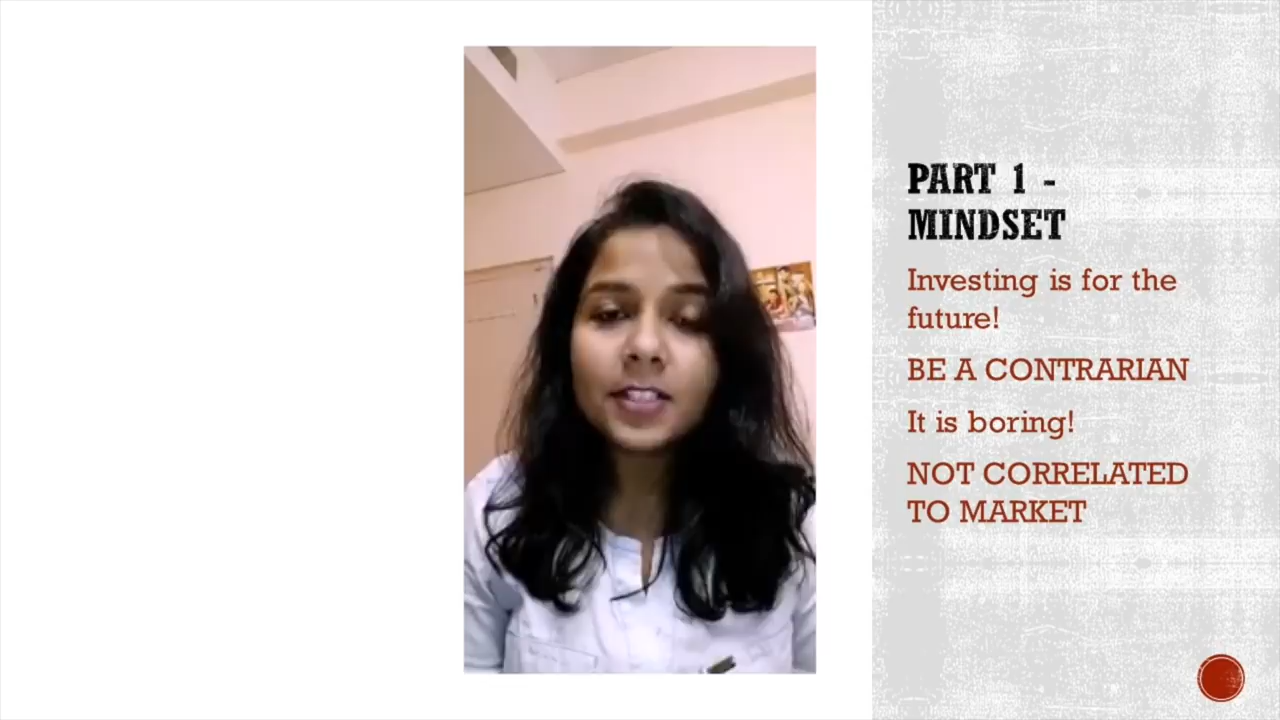 PART 1 -
MINDSET
Investing is for the
future!
BE A CONTRARIAN
It is boring!
NOT CORRELATED
TO MARKET